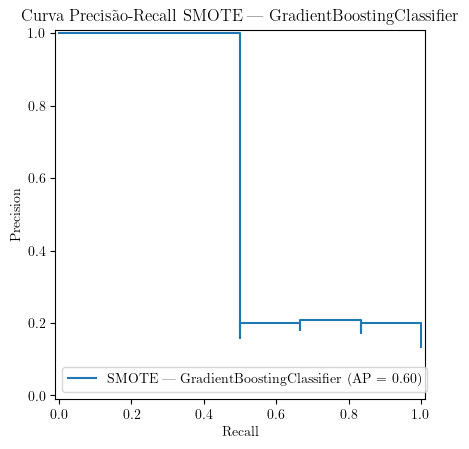 Curva Precisão-Recall SMOTE — GradientBoostingClassifier
1.0
0.8
0.6
0.4
0.2
0.0
Precision
SMOTE — GradientBoostingClassifier (AP = 0.60)
0.0 0.2 0.4 0.6 0.8 1.0
Recall